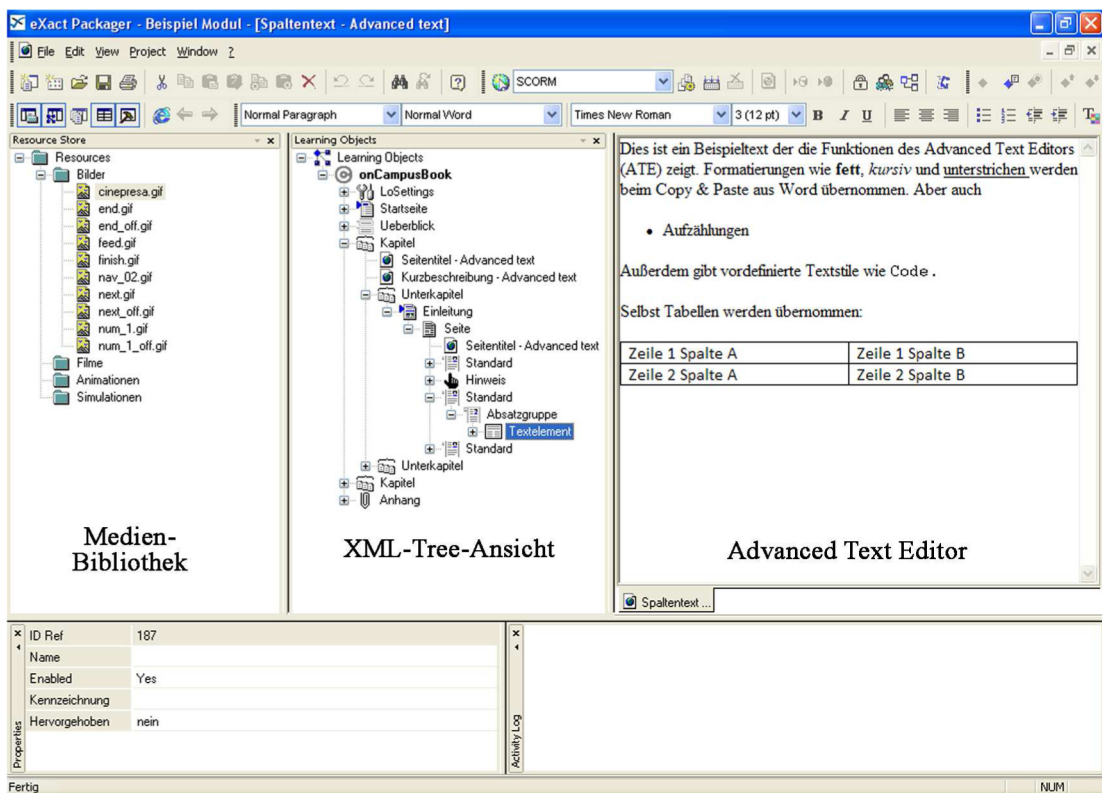 eXact Packager - Beispiel Modul - [Spaltentext - Advanced text]
File Edit View Project Window ?
SCORM
Normal Paragraph Normal Word Times New Roman 3 (12 pt) B I U
Resource Store
Resources
Bilder
cinepresa.gif
end.gif
end_off.gif
feed.gif
finish.gif
nav_02.gif
next.gif
next_off.gif
num_1.gif
num_1_off.gif
Filme
Animationen
Simulationen
Medien-
Bibliothek
Learning Objects
Learning Objects
onCampusBook
LoSettings
Startseite
Ueberblick
Kapitel
Seitentitel - Advanced text
Kurzbeschreibung - Advanced text
Unterkapitel
Einleitung
Seite
Seitentitel - Advanced text
Standard
Hinweis
Standard
Absatzgruppe
Textelement
Standard
Unterkapitel
Kapitel
Anhang
XML-Tree-Ansicht
Dies ist ein Beispieltext der die Funktionen des Advanced Text Editors
(ATE) zeigt. Formatierungen wie fett, kursiv und unterstrichen werden
beim Copy & Paste aus Word übernommen. Aber auch
• Aufzählungen
Außerdem gibt vordefinierte Textstile wie Code.
Selbst Tabellen werden übernommen:
Zeile 1 Spalte A Zeile 1 Spalte B
Zeile 2 Spalte A Zeile 2 Spalte B
Advanced Text Editor
Spaltentext ...
Properties
ID Ref 187
Name
Enabled Yes
Kennzeichnung
Hervorgehoben nein
Activity Log
Fertig NUM